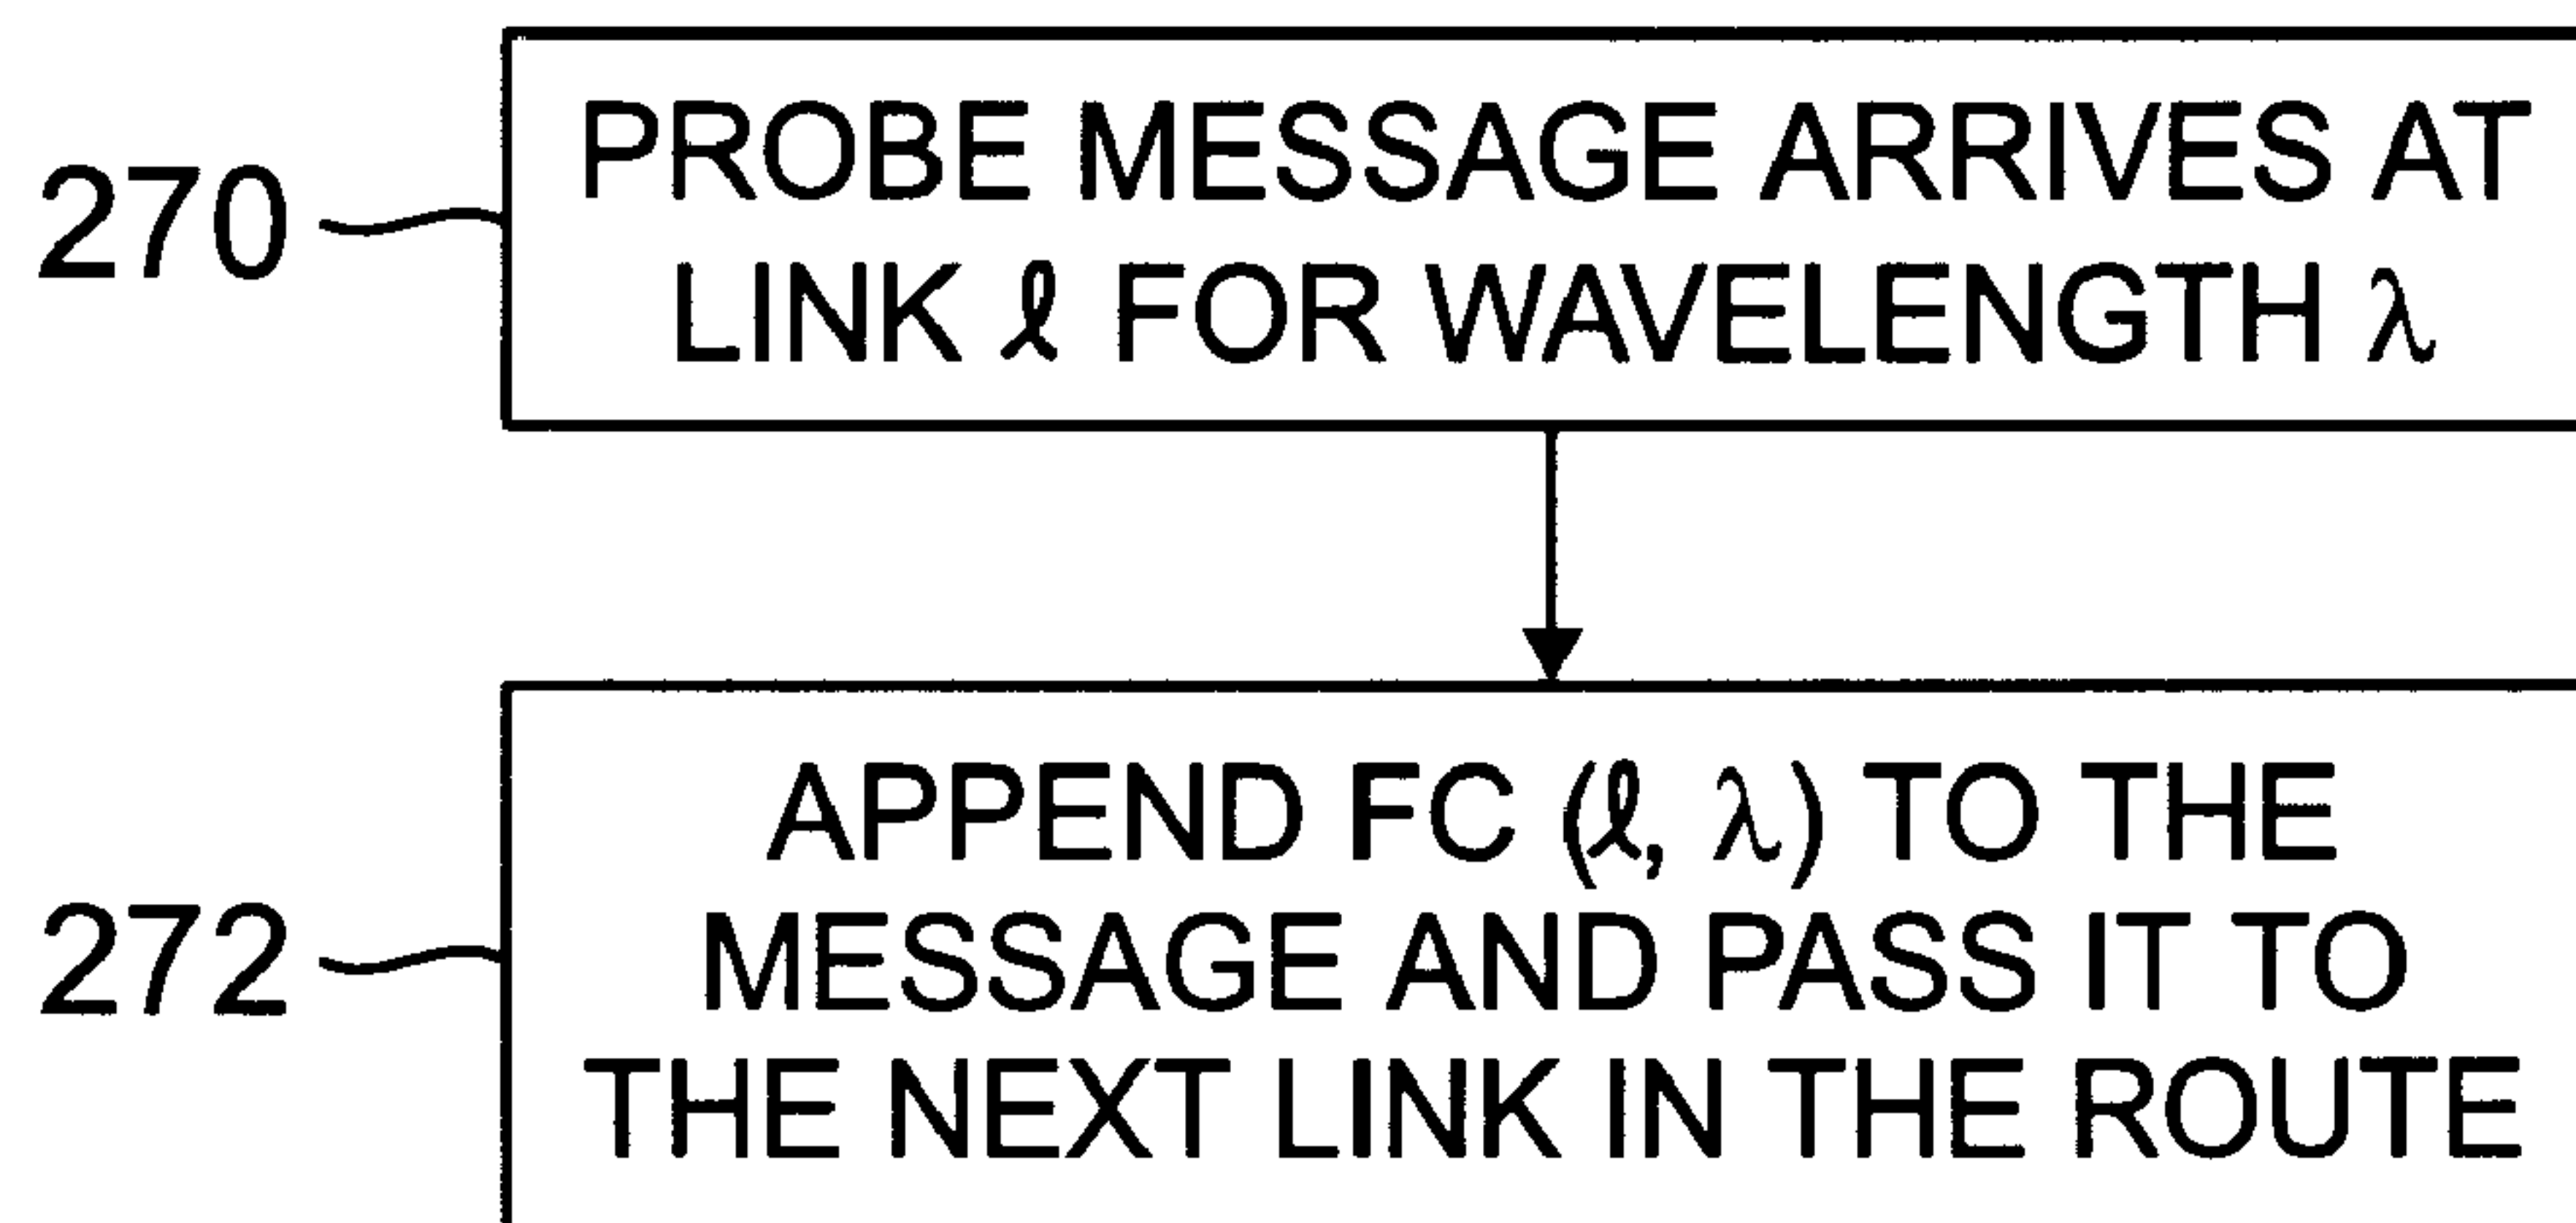 270
PROBE MESSAGE ARRIVES AT
LINK ℓ FOR WAVELENGTH λ
272
APPEND FC (ℓ, λ) TO THE
MESSAGE AND PASS IT TO
THE NEXT LINK IN THE ROUTE